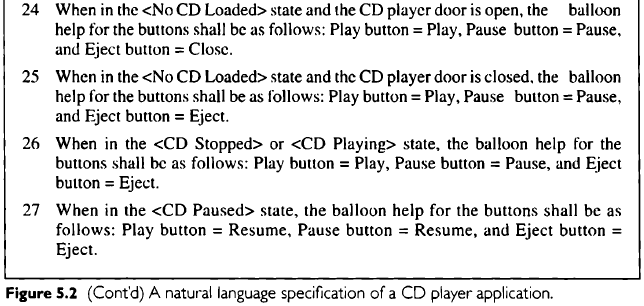 24 When in the <No CD Loaded> state and the CD player door is open, the balloon
help for the buttons shall be as follows: Play button = Play, Pause button = Pause,
and Eject button = Close.
25 When in the <No CD Loaded> state and the CD player door is closed, the balloon
help for the buttons shall be as follows: Play button = Play, Pause button = Pause,
and Eject button = Eject.
26 When in the <CD Stopped> or <CD Playing> state, the balloon help for the
buttons shall be as follows: Play button = Play, Pause button = Pause, and Eject
button = Eject.
27 When in the <CD Paused> state, the balloon help for the buttons shall be as
follows: Play button = Resume, Pause button = Resume, and Eject button =
Eject.
Figure 5.2 (Cont'd) A natural language specification of a CD player application.